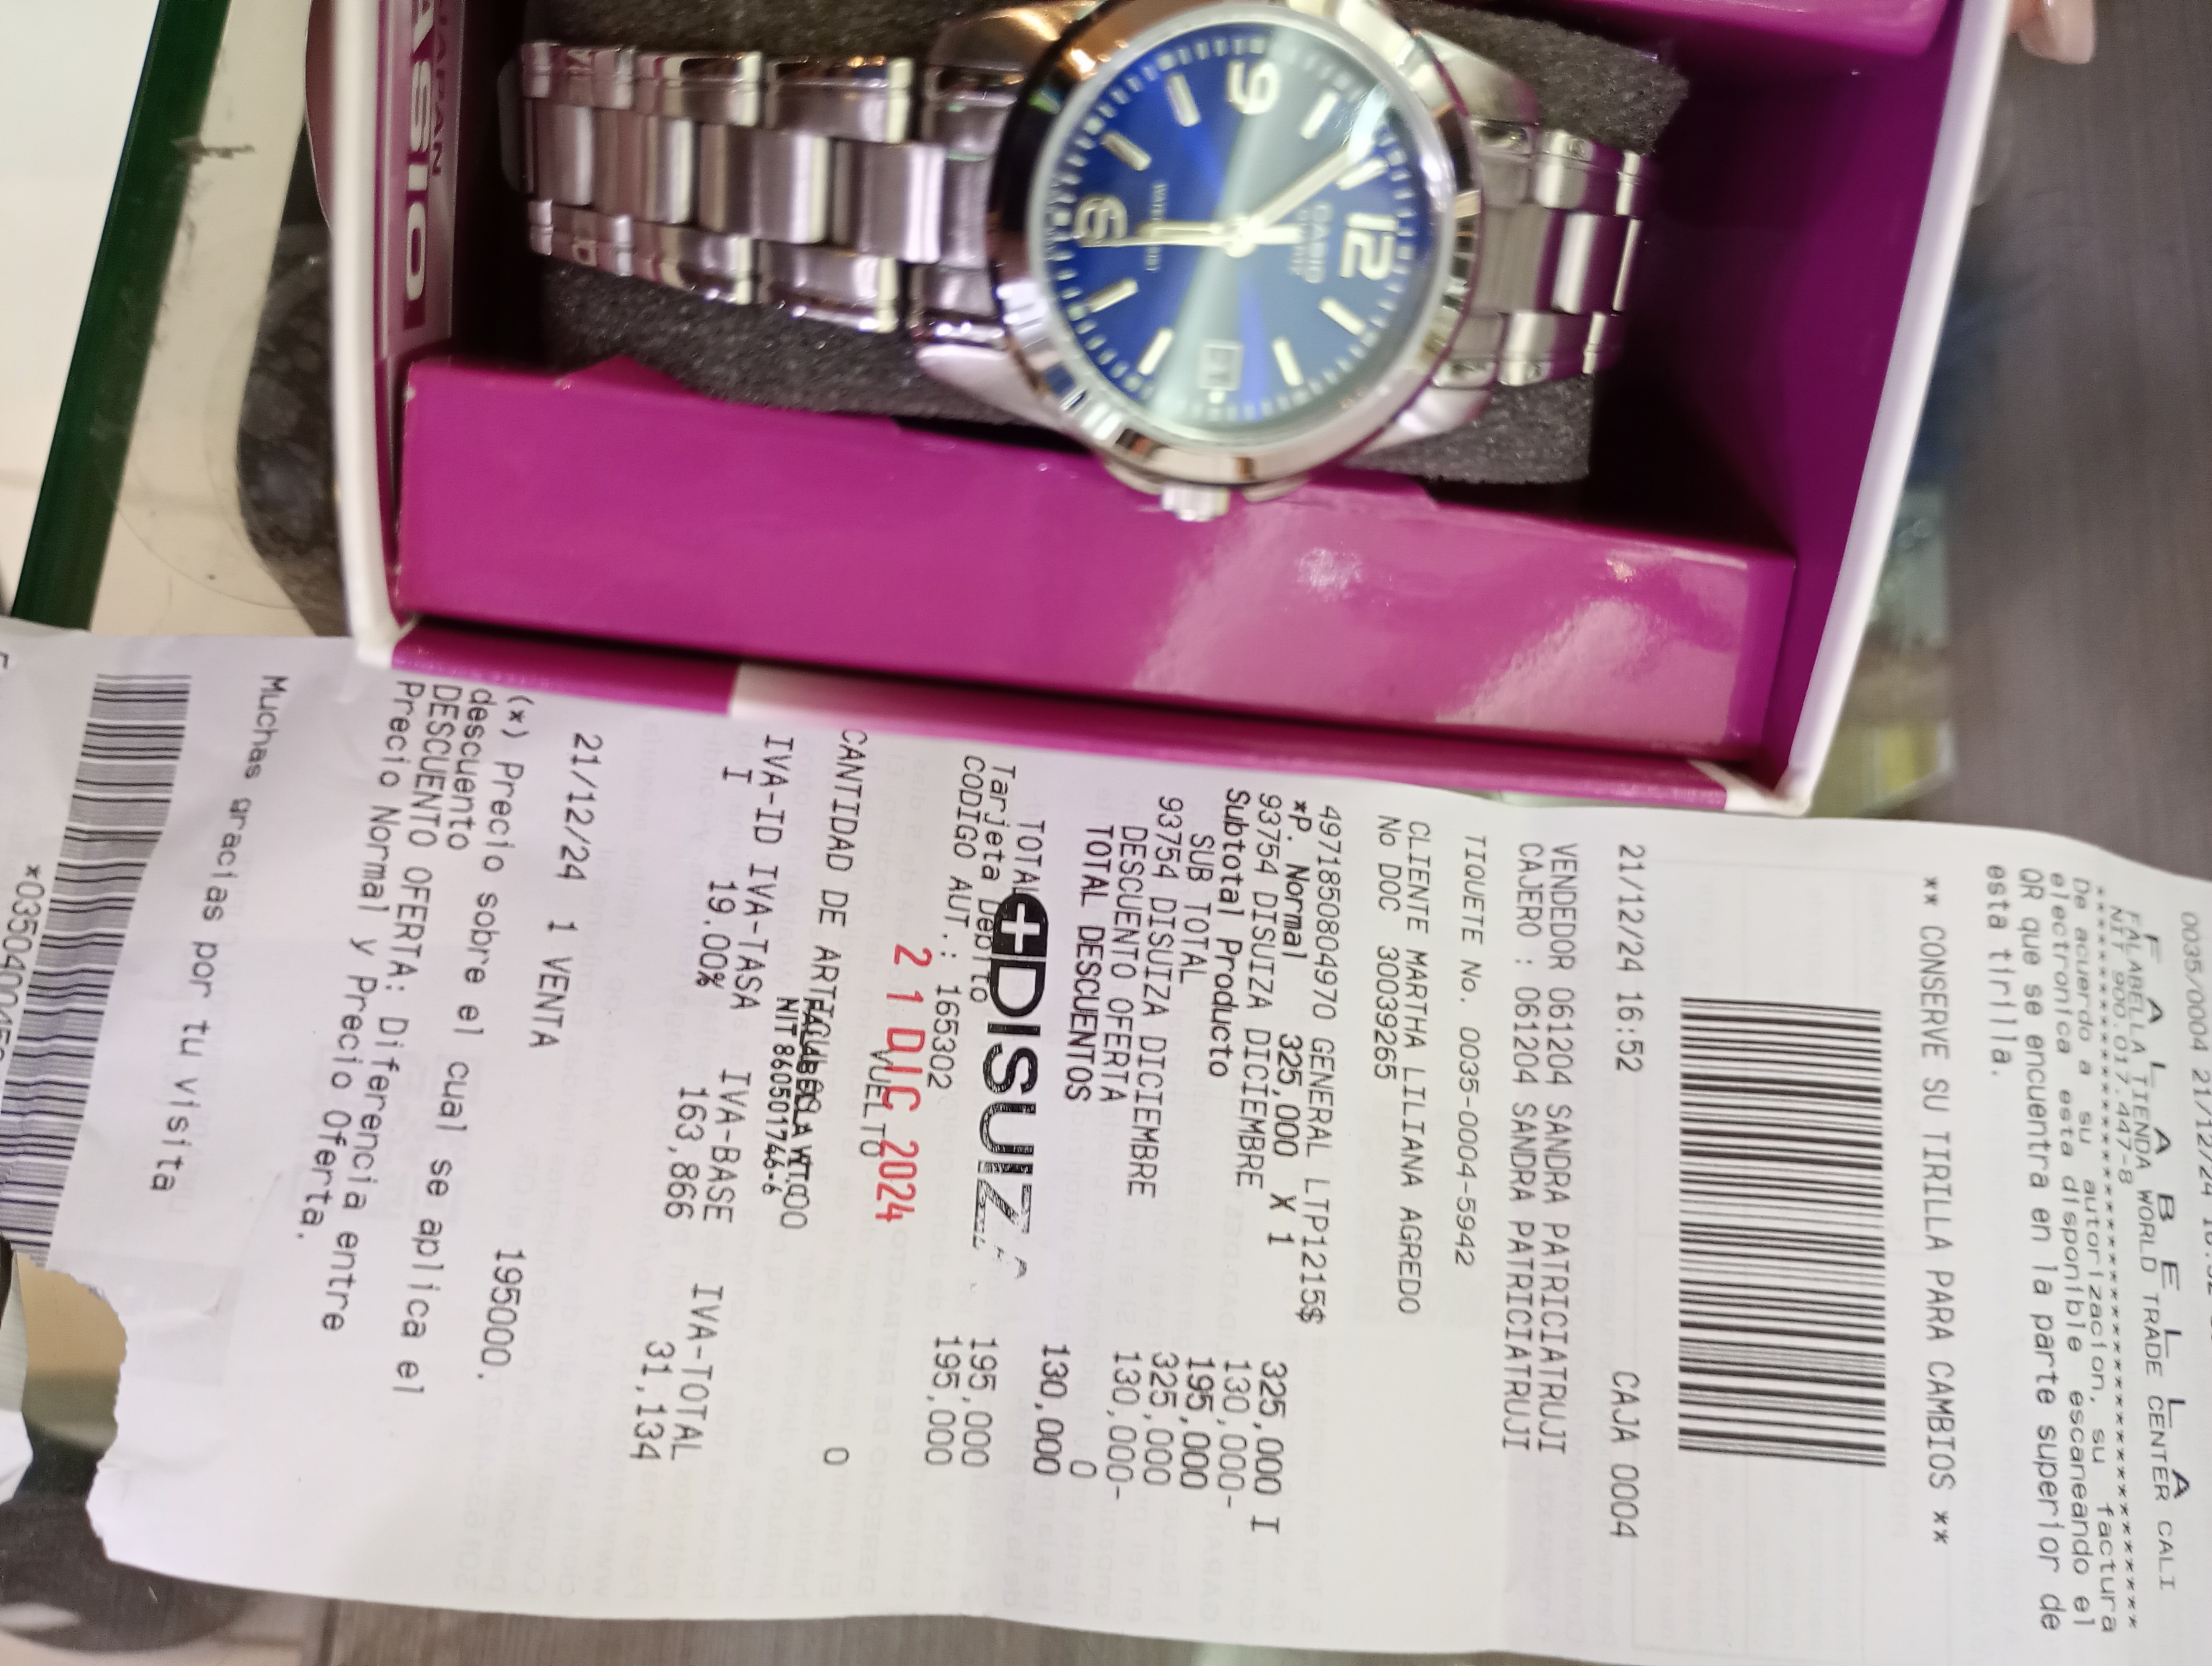 CASIO
12
9
6
CASIO
F A L A B E L L A
FALABELLA TIENDA WORLD TRADE CENTER CALI
NIT 900.017.447-8
De acuerdo a su autorizacion, su factura
electronica esta disponible escaneando el
QR que se encuentra en la parte superior de
esta tirilla.
** CONSERVE SU TIRILLA PARA CAMBIOS **
21/12/24 16:52 CAJA 0004
VENDEDOR 061204 SANDRA PATRICIATRUJI
CAJERO : 061204 SANDRA PATRICIATRUJI
TIQUETE No. 0035-0004-5942
CLIENTE MARTHA LILIANA AGREDO
No DOC 30039265
4971850804970 GENERAL LTP1215$
*P. Normal 325,000 X 1 325,000 I
93754 DISUIZA DICIEMBRE 130,000-
Subtotal Producto 195,000
SUB TOTAL 325,000
93754 DISUIZA DICIEMBRE 130,000-
DESCUENTO OFERTA 0
TOTAL DESCUENTOS 130,000
TOTAL 195,000
DISUIZA
Tarjeta Debito 195,000
CODIGO AUT.: 165302
21 DIC 2024
VUELTO 0
CANTIDAD DE
FALABELLA WTC
NIT 860501746-6
IVA-ID IVA-TASA IVA-BASE IVA-TOTAL
I 19.00% 163,866 31,134
21/12/24 1 VENTA 195000.
(*) Precio sobre el cual se aplica el
descuento
DESCUENTO OFERTA: Diferencia entre
Precio Normal y Precio Oferta.
Muchas gracias por tu visita